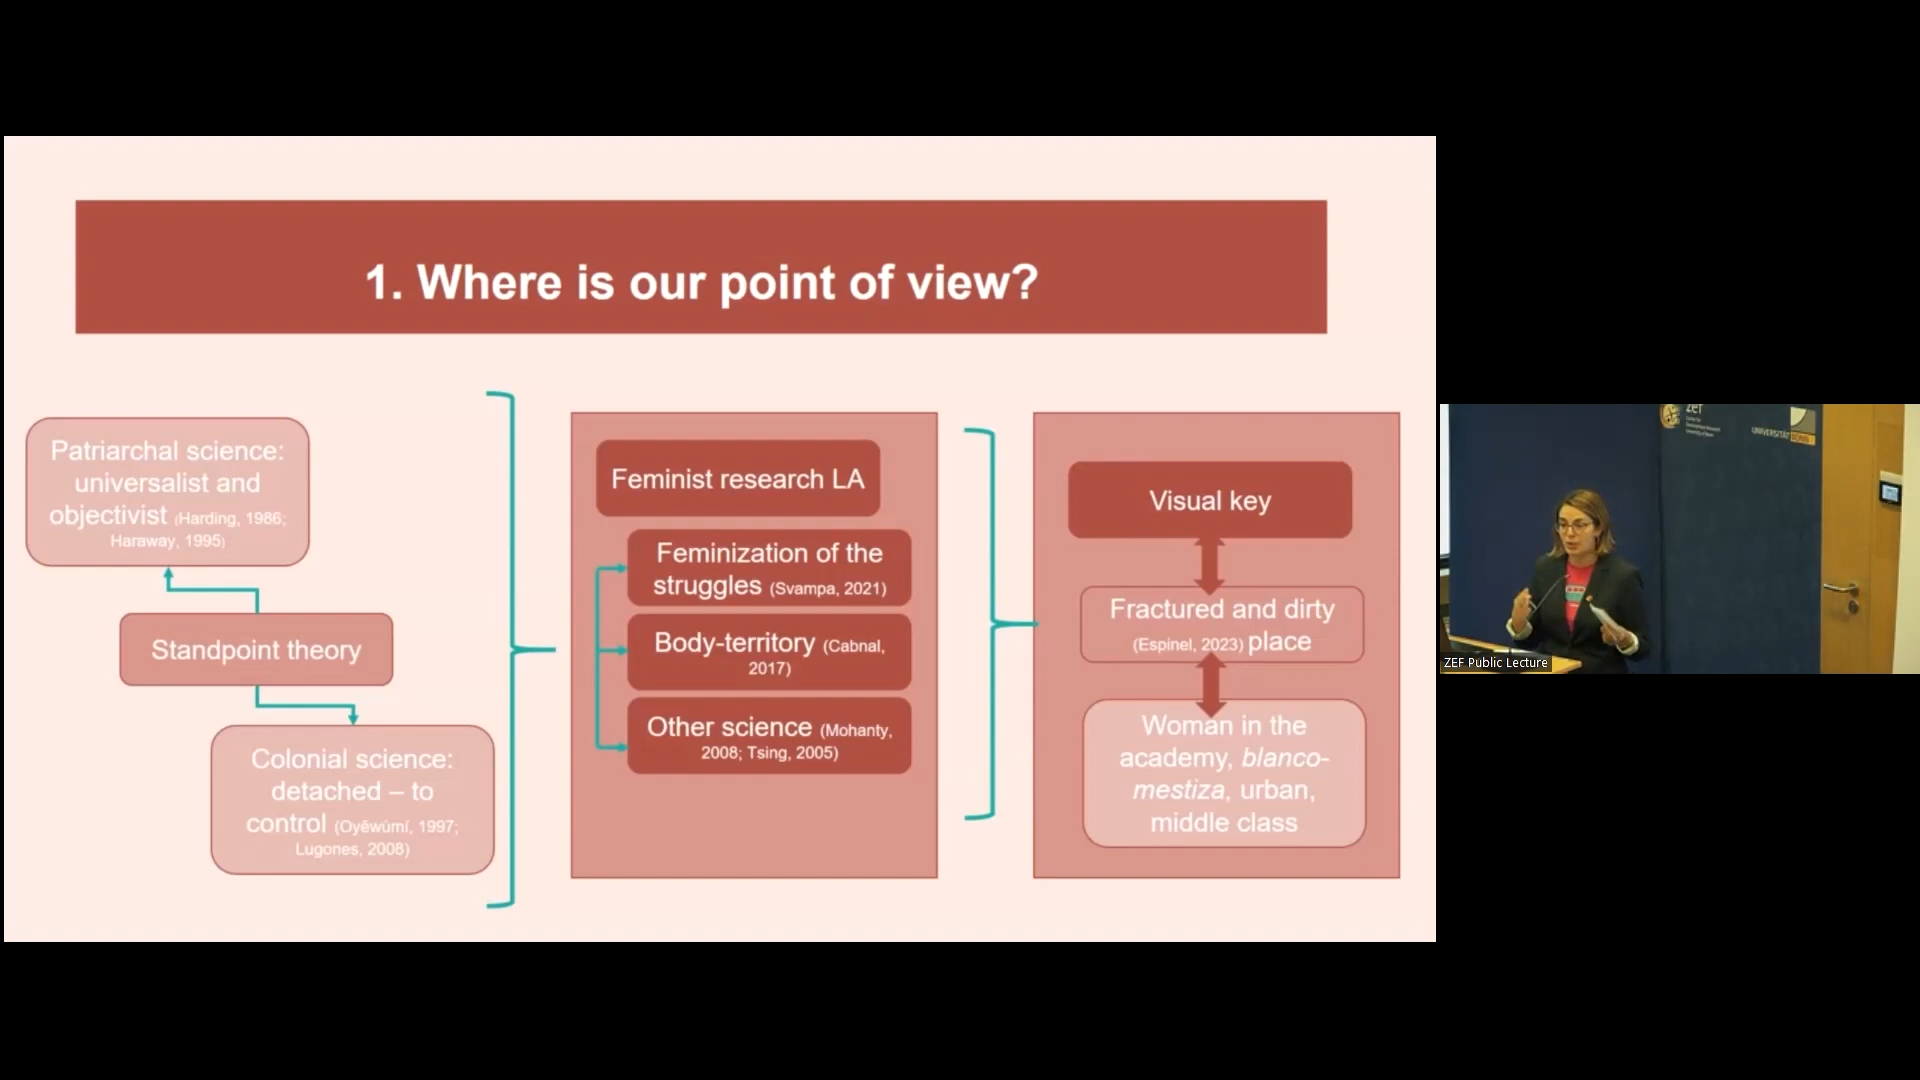 1. Where is our point of view?
Patriarchal science:
universalist and
objectivist (Harding, 1986;
Haraway, 1995)
Standpoint theory
Colonial science:
detached – to
control (Oyěwùmí, 1997;
Lugones, 2008)
Feminist research LA
Feminization of the
struggles (Svampa, 2021)
Body-territory (Cabnal,
2017)
Other science (Mohanty,
2008; Tsing, 2005)
Visual key
Fractured and dirty
(Espinel, 2023) place
Woman in the
academy, blanco-
mestiza, urban,
middle class
zef
UNIVERSITÄT BONN
ZEF Public Lecture